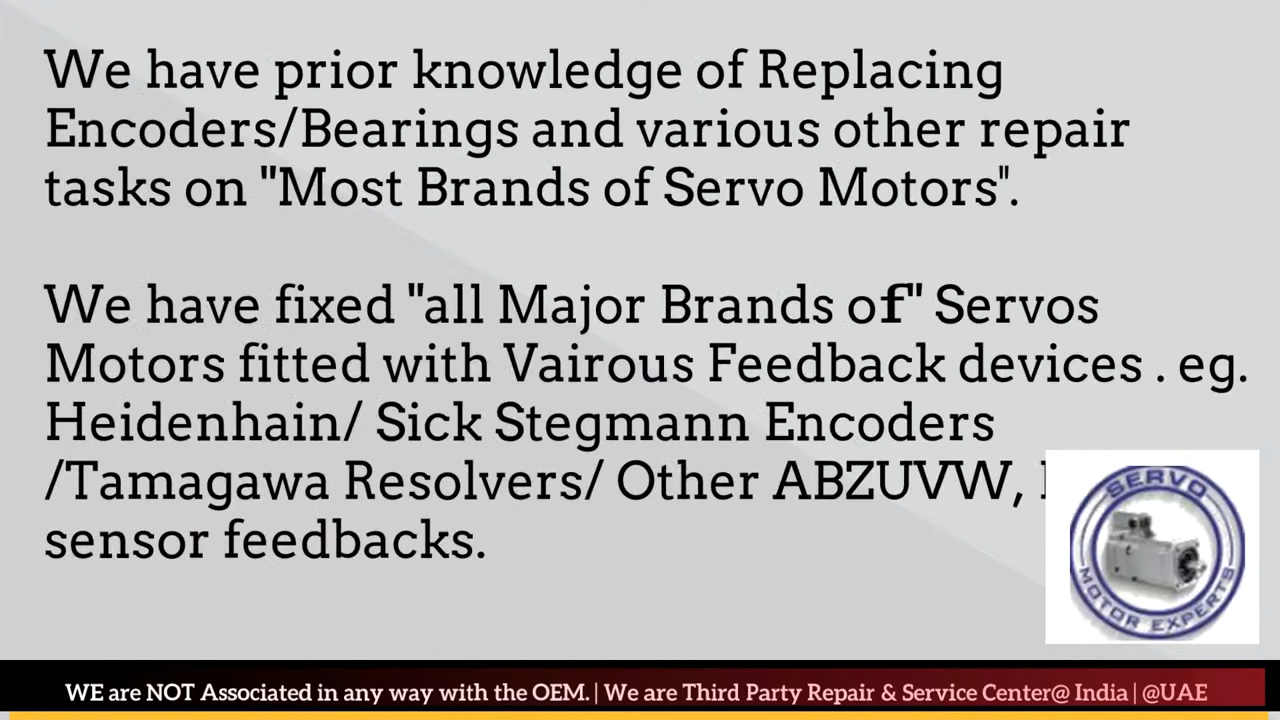 We have prior knowledge of Replacing
Encoders/Bearings and various other repair
tasks on "Most Brands of Servo Motors".
We have fixed "all Major Brands of" Servos
Motors fitted with Vairous Feedback devices . eg.
Heidenhain/ Sick Stegmann Encoders
/Tamagawa Resolvers/ Other ABZUVW,
sensor feedbacks.
SERVO
MOTOR EXPERTS
WE are NOT Associated in any way with the OEM. | We are Third Party Repair & Service Center@ India | @UAE